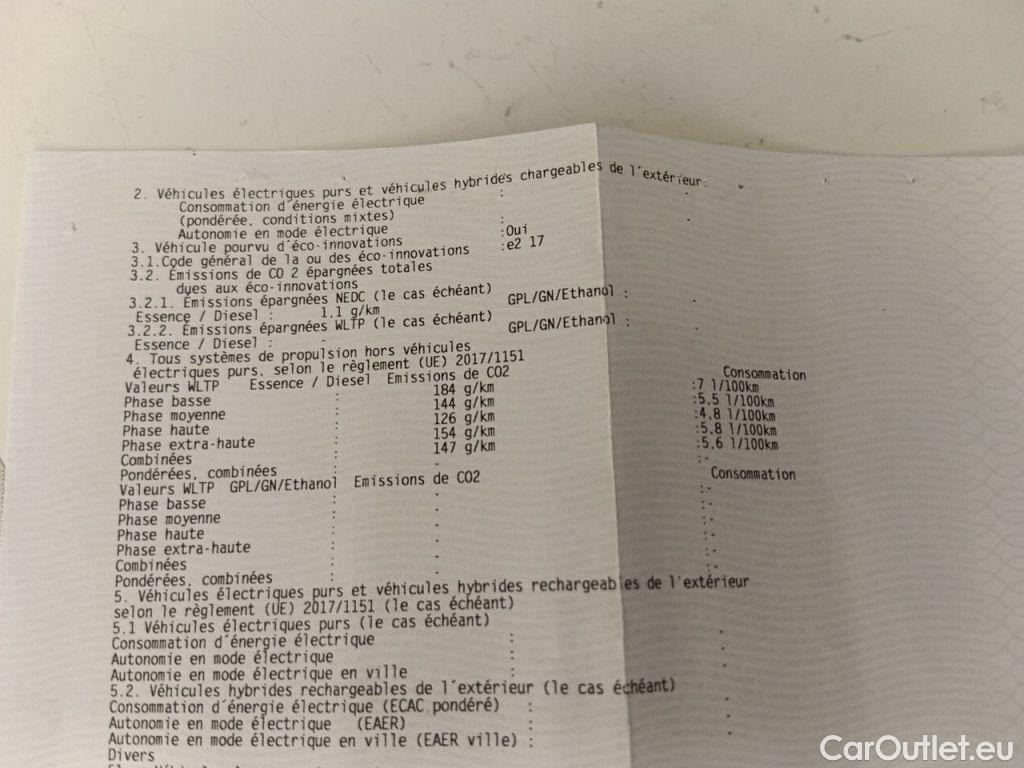 2. Véhicules électriques purs et véhicules hybrides chargeables de l'extérieur:
Consommation d'énergie électrique :
(pondérée, conditions mixtes) -
Autonomie en mode électrique : -
3. Véhicule pourvu d'éco-innovations :Oui
3.1.Code général de la ou des éco-innovations :e2 17
3.2. Émissions de CO 2 épargnées totales
dues aux éco-innovations
3.2.1. Émissions épargnées NEDC (le cas échéant)
Essence / Diesel : 1.1 g/km GPL/GN/Ethanol : -
3.2.2. Émissions épargnées WLTP (le cas échéant)
Essence / Diesel : - GPL/GN/Ethanol : -
4. Tous systèmes de propulsion hors véhicules
électriques purs, selon le règlement (UE) 2017/1151
Valeurs WLTP Essence / Diesel Emissions de CO2 Consommation
Phase basse : 184 g/km :7 l/100km
Phase moyenne : 144 g/km :5.5 l/100km
Phase haute : 126 g/km :4.8 l/100km
Phase extra-haute : 154 g/km :5.8 l/100km
Combinées : 147 g/km :5.6 l/100km
Pondérées, combinées : - :-
Valeurs WLTP GPL/GN/Ethanol Emissions de CO2 Consommation
Phase basse : - :-
Phase moyenne : - :-
Phase haute : - :-
Phase extra-haute : - :-
Combinées : - :-
Pondérées, combinées : - :-
5. Véhicules électriques purs et véhicules hybrides rechargeables de l'extérieur
selon le règlement (UE) 2017/1151 (le cas échéant)
5.1 Véhicules électriques purs (le cas échéant)
Consommation d'énergie électrique : -
Autonomie en mode électrique : -
Autonomie en mode électrique en ville : -
5.2. Véhicules hybrides rechargeables de l'extérieur (le cas échéant)
Consommation d'énergie électrique (ECAC pondéré) : -
Autonomie en mode électrique (EAER) : -
Autonomie en mode électrique en ville (EAER ville) : -
Divers
CarOutlet.eu